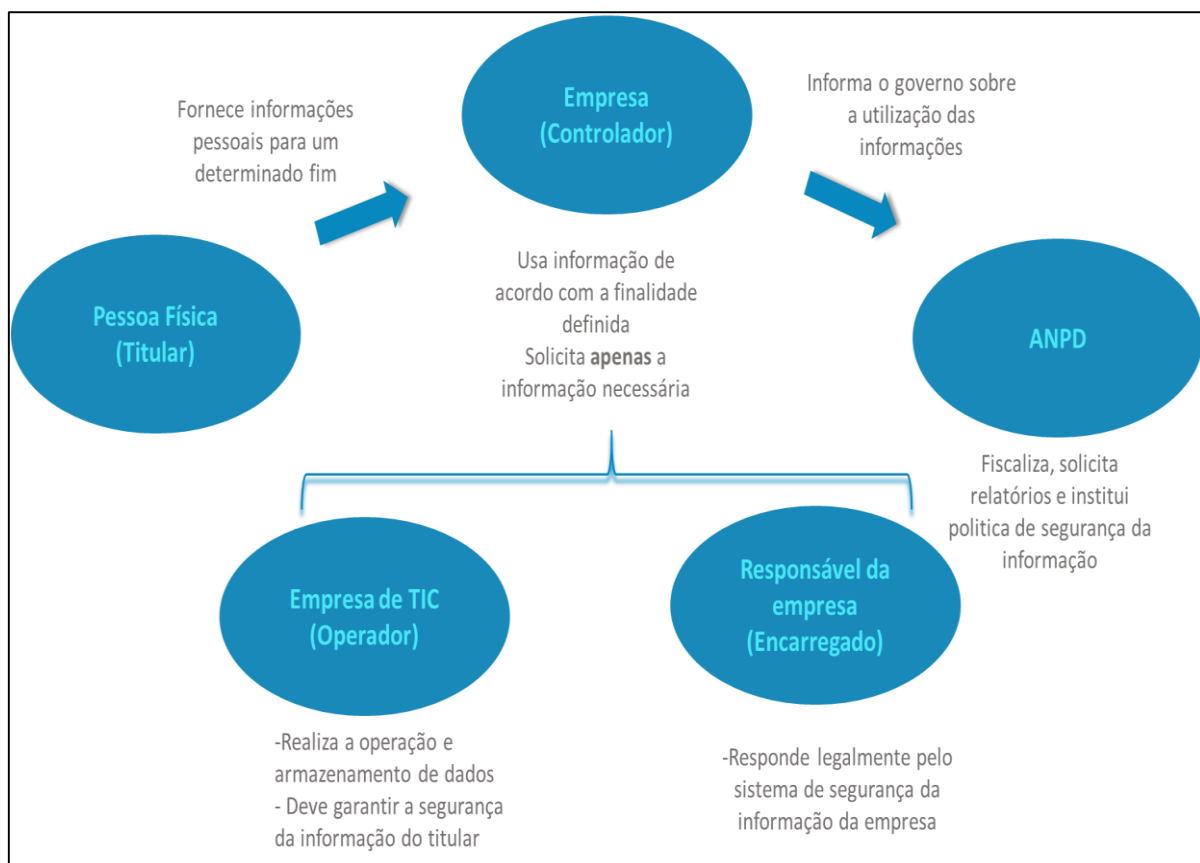 Fornece informações
pessoais para um
determinado fim
Empresa
(Controlador)
Informa o governo sobre
a utilização das
informações
Pessoa Física
(Titular)
Usa informação de
acordo com a finalidade
definida
Solicita apenas a
informação necessária
ANPD
Fiscaliza, solicita
relatórios e institui
politica de segurança da
informação
Empresa de TIC
(Operador)
Responsável da
empresa
(Encarregado)
-Realiza a operação e
armazenamento de dados
- Deve garantir a segurança
da informação do titular
-Responde legalmente pelo
sistema de segurança da
informação da empresa